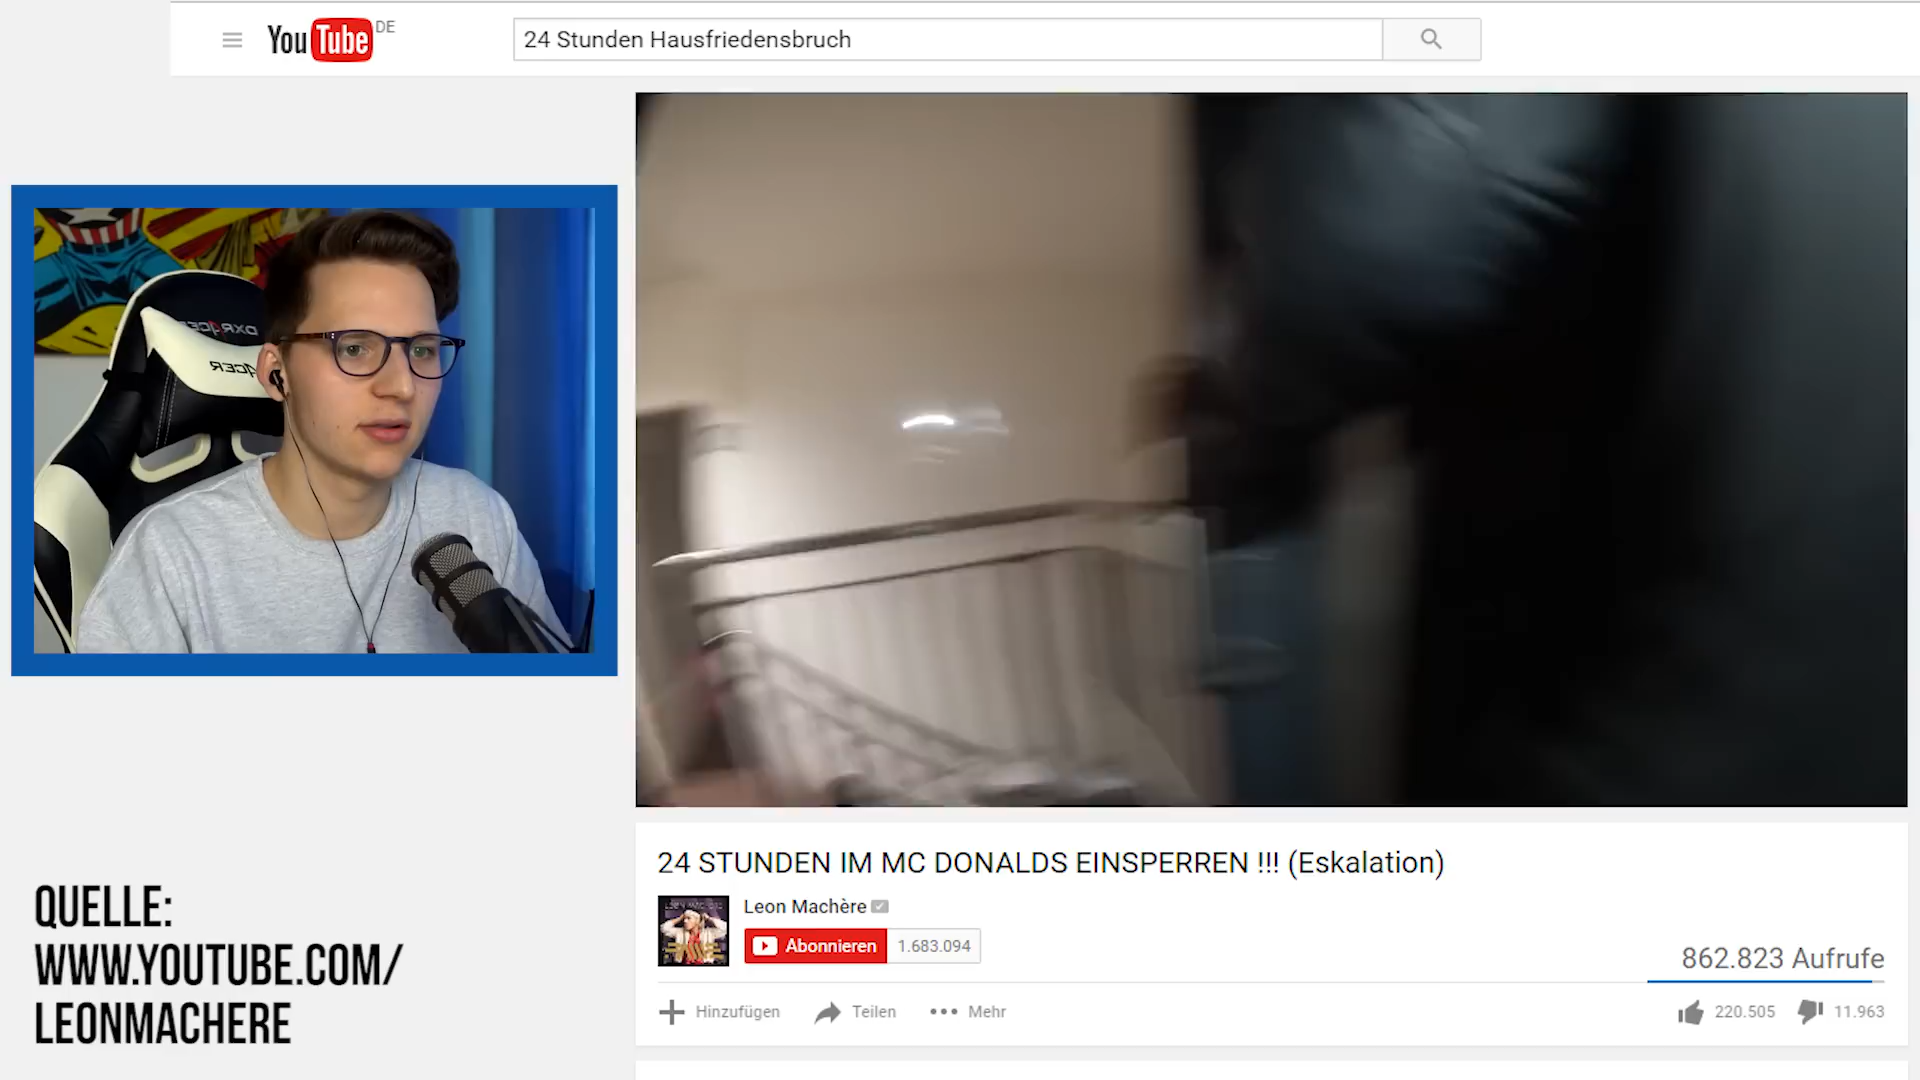 YouTube DE
24 Stunden Hausfriedensbruch
24 STUNDEN IM MC DONALDS EINSPERREN !!! (Eskalation)
Leon Machère
Abonnieren 1.683.094
862.823 Aufrufe
Hinzufügen Teilen Mehr
220.505 11.963
QUELLE:
WWW.YOUTUBE.COM/
LEONMACHERE